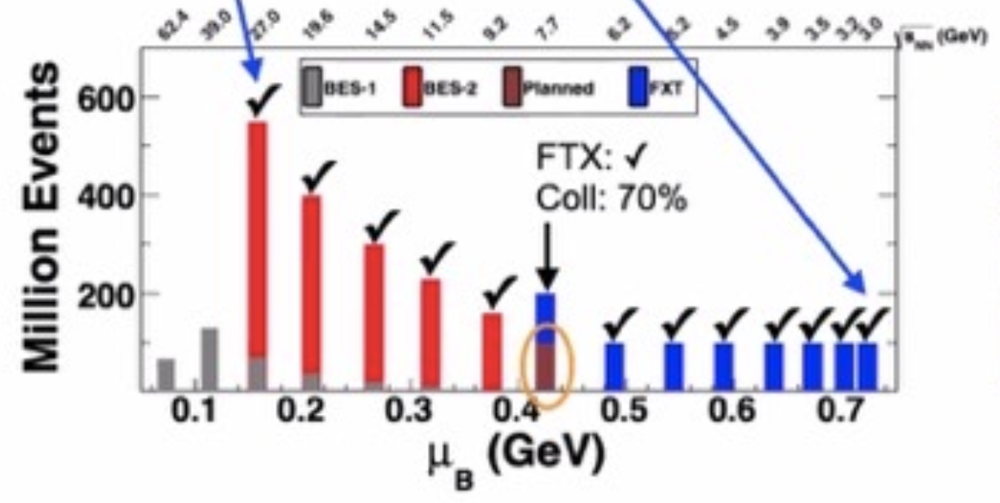 62.4 39.0 27.0 19.6 14.5 11.5 9.2 7.7 6.2 5.2 4.5 3.9 3.5 3.2 3.0 √sNN (GeV)
BES-1 BES-2 Planned FXT
Million Events
600
400
200
FTX: ✓
Coll: 70%
0.1 0.2 0.3 0.4 0.5 0.6 0.7
μB (GeV)